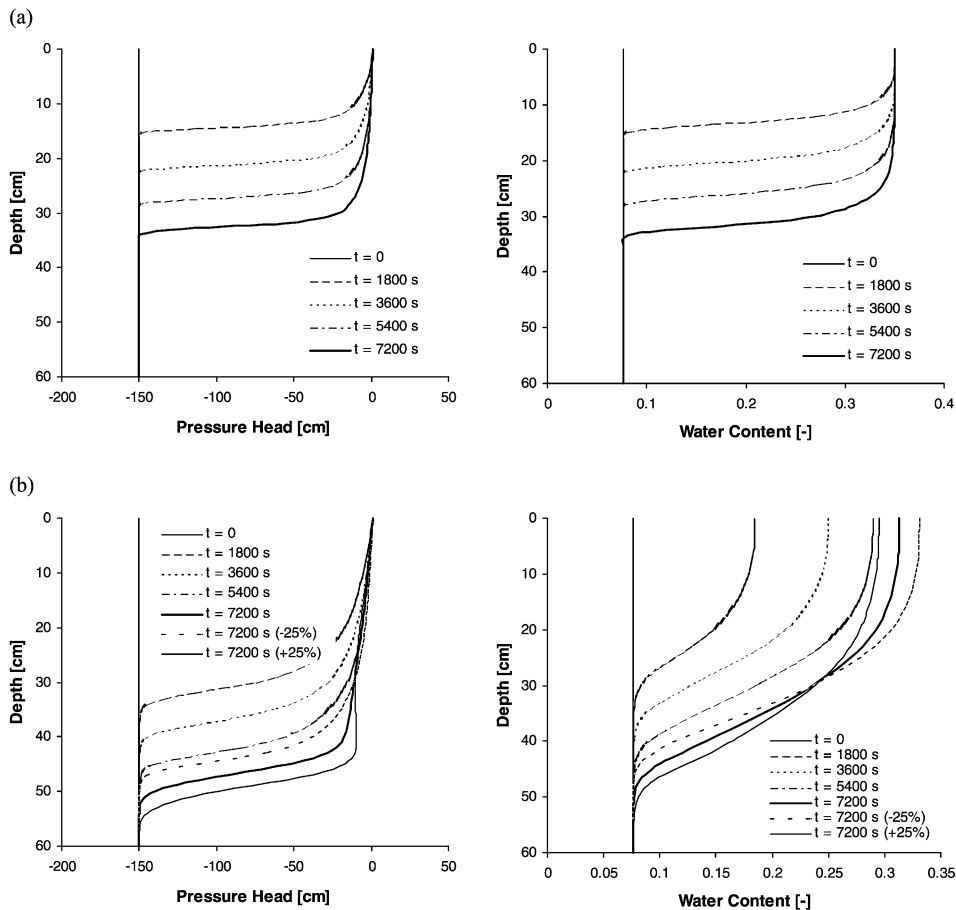 (a)
0
10
20
30
40
50
60
Depth [cm]
-200
-150
-100
-50
0
50
Pressure Head [cm]
t = 0
t = 1800 s
t = 3600 s
t = 5400 s
t = 7200 s
0
10
20
30
40
50
60
Depth [cm]
0
0.1
0.2
0.3
0.4
Water Content [-]
t = 0
t = 1800 s
t = 3600 s
t = 5400 s
t = 7200 s
(b)
0
10
20
30
40
50
60
Depth [cm]
-200
-150
-100
-50
0
50
Pressure Head [cm]
t = 0
t = 1800 s
t = 3600 s
t = 5400 s
t = 7200 s
t = 7200 s (-25%)
t = 7200 s (+25%)
0
10
20
30
40
50
60
Depth [cm]
0
0.05
0.1
0.15
0.2
0.25
0.3
0.35
Water Content [-]
t = 0
t = 1800 s
t = 3600 s
t = 5400 s
t = 7200 s
t = 7200 s (-25%)
t = 7200 s (+25%)